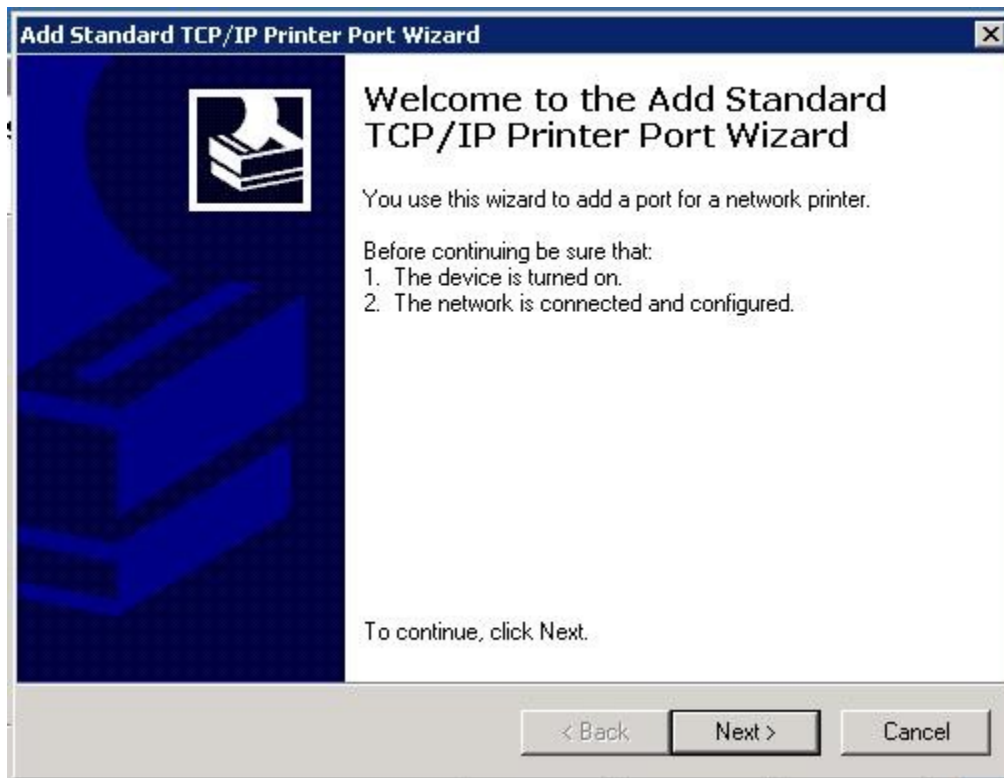 Add Standard TCP/IP Printer Port Wizard
Welcome to the Add Standard
TCP/IP Printer Port Wizard
You use this wizard to add a port for a network printer.
Before continuing be sure that:
1. The device is turned on.
2. The network is connected and configured.
To continue, click Next.
< Back
Next >
Cancel